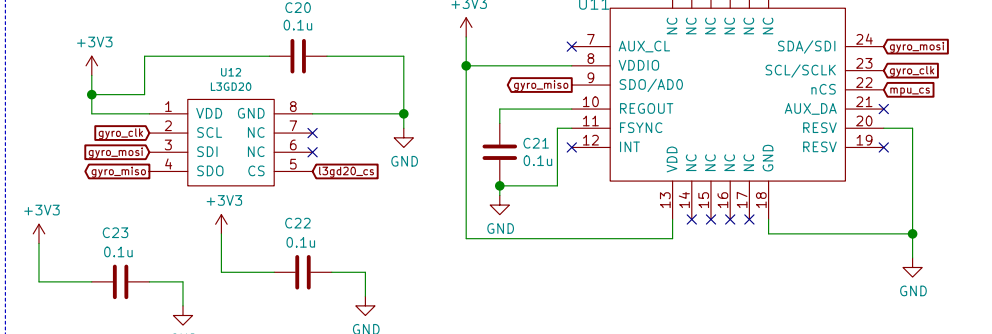 C20
0.1u
+3V3
U12
L3GD20
1 VDD GND 8
gyro_clk 2 SCL NC 7
gyro_mosi 3 SDI NC 6
gyro_miso 4 SDO CS 5 l3gd20_cs
GND
+3V3
C23
0.1u
+3V3
C22
0.1u
GND
+3V3
U11
NC NC NC NC NC
7 AUX_CL SDA/SDI 24 gyro_mosi
8 VDDIO
gyro_miso 9 SDO/AD0 SCL/SCLK 23 gyro_clk
nCS 22 mpu_cs
10 REGOUT AUX_DA 21
11 FSYNC RESV 20
12 INT RESV 19
C21
0.1u
VDD NC NC NC NC GND
13 14 15 16 17 18
GND
GND